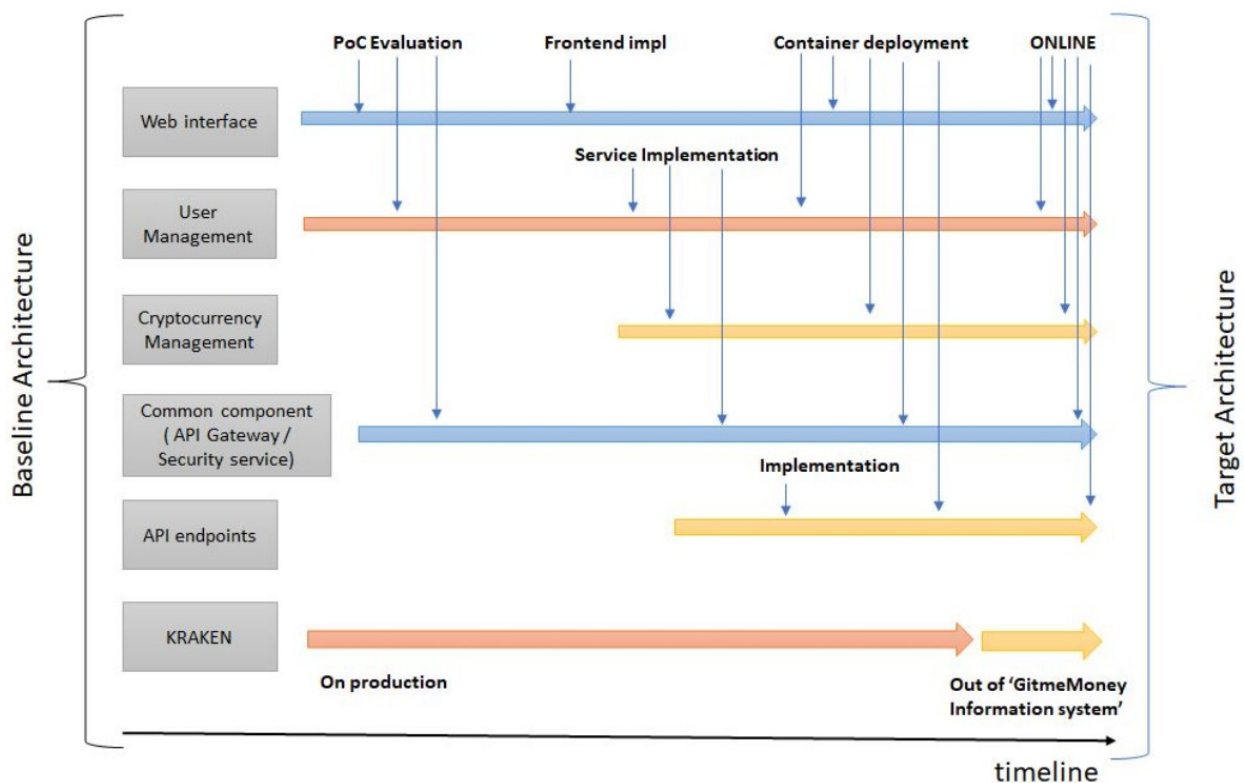 PoC Evaluation
Frontend impl
Container deployment
ONLINE
Web interface
Service Implementation
User
Management
Cryptocurrency
Management
Common component
( API Gateway /
Security service)
Implementation
API endpoints
KRAKEN
On production
Out of ‘GitmeMoney
Information system’
timeline
Baseline Architecture
Target Architecture